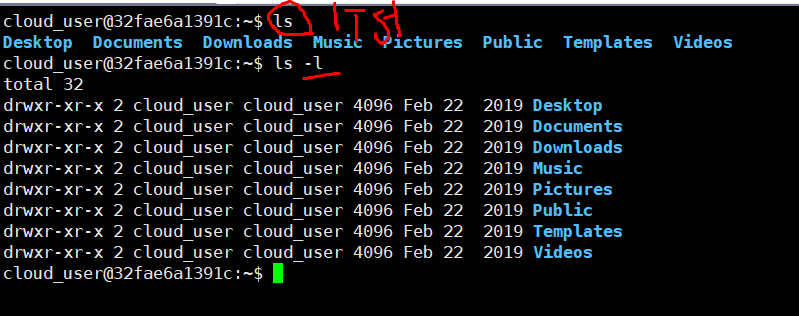 cloud_user@32fae6a1391c:~$ ls list
Desktop Documents Downloads Music Pictures Public Templates Videos
cloud_user@32fae6a1391c:~$ ls -l
total 32
drwxr-xr-x 2 cloud_user cloud_user 4096 Feb 22  2019 Desktop
drwxr-xr-x 2 cloud_user cloud_user 4096 Feb 22  2019 Documents
drwxr-xr-x 2 cloud_user cloud_user 4096 Feb 22  2019 Downloads
drwxr-xr-x 2 cloud_user cloud_user 4096 Feb 22  2019 Music
drwxr-xr-x 2 cloud_user cloud_user 4096 Feb 22  2019 Pictures
drwxr-xr-x 2 cloud_user cloud_user 4096 Feb 22  2019 Public
drwxr-xr-x 2 cloud_user cloud_user 4096 Feb 22  2019 Templates
drwxr-xr-x 2 cloud_user cloud_user 4096 Feb 22  2019 Videos
cloud_user@32fae6a1391c:~$